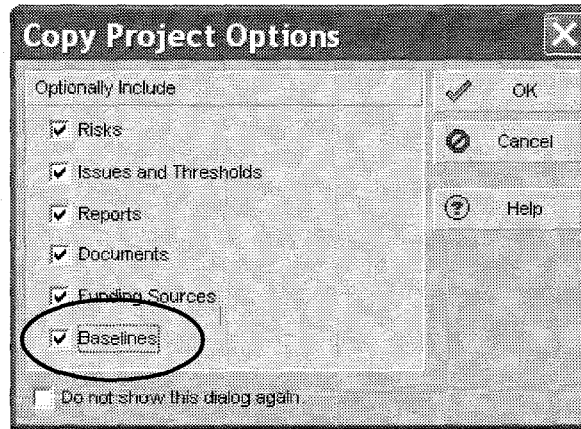 Copy Project Options
Optionally Include
Risks
Issues and Thresholds
Reports
Documents
Funding Sources
Baselines
Do not show this dialog again
OK
Cancel
Help